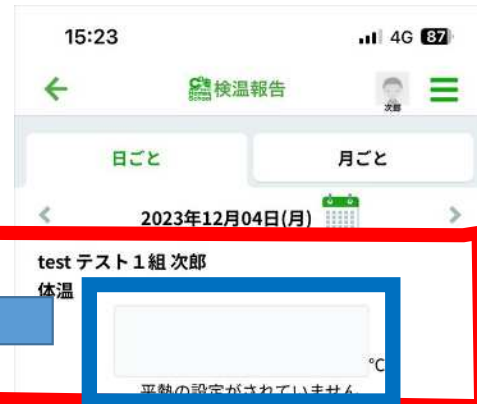 15:23 4G 87
C4th School 検温報告 次郎
日ごと 月ごと
2023年12月04日(月)
test テスト１組 次郎
体温
℃
平熱の設定がされていません